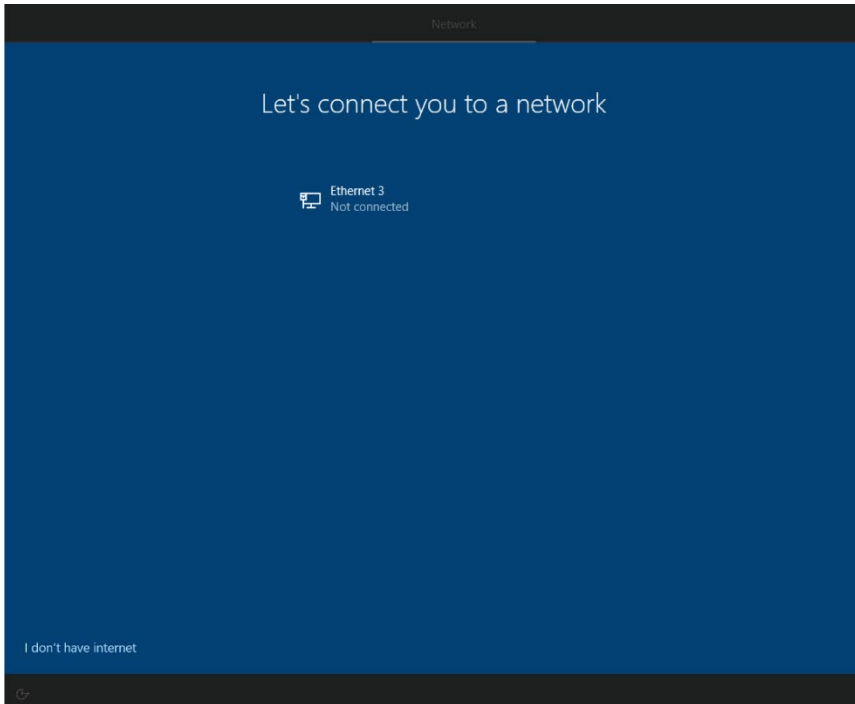 Network
Let's connect you to a network
Ethernet 3
Not connected
I don't have internet